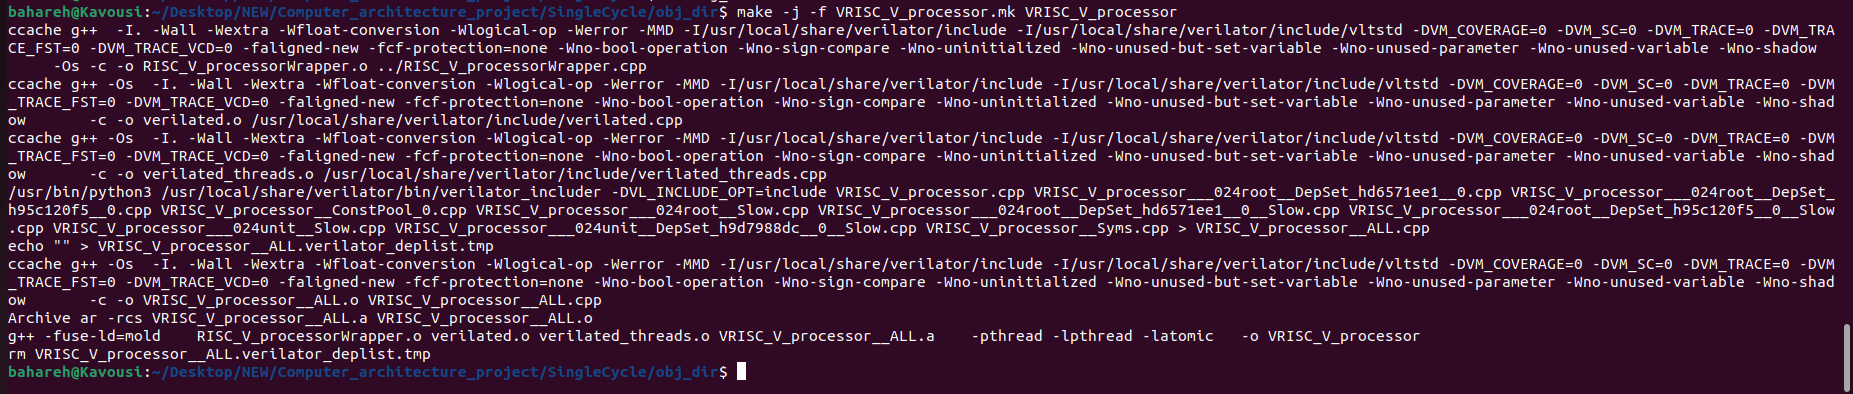 bahareh@Kavousi:~/Desktop/NEW/Computer_architecture_project/SingleCycle/obj_dir$ make -j -f VRISC_V_processor.mk VRISC_V_processor
ccache g++  -I. -Wall -Wextra -Wfloat-conversion -Wlogical-op -Werror -MMD -I/usr/local/share/verilator/include -I/usr/local/share/verilator/include/vltstd -DVM_COVERAGE=0 -DVM_SC=0 -DVM_TRACE=0 -DVM_TRA
CE_FST=0 -DVM_TRACE_VCD=0 -faligned-new -fcf-protection=none -Wno-bool-operation -Wno-sign-compare -Wno-uninitialized -Wno-unused-but-set-variable -Wno-unused-parameter -Wno-unused-variable -Wno-shadow
     -Os -c -o RISC_V_processorWrapper.o ../RISC_V_processorWrapper.cpp
ccache g++ -Os  -I. -Wall -Wextra -Wfloat-conversion -Wlogical-op -Werror -MMD -I/usr/local/share/verilator/include -I/usr/local/share/verilator/include/vltstd -DVM_COVERAGE=0 -DVM_SC=0 -DVM_TRACE=0 -DVM
_TRACE_FST=0 -DVM_TRACE_VCD=0 -faligned-new -fcf-protection=none -Wno-bool-operation -Wno-sign-compare -Wno-uninitialized -Wno-unused-but-set-variable -Wno-unused-parameter -Wno-unused-variable -Wno-shad
ow       -c -o verilated.o /usr/local/share/verilator/include/verilated.cpp
ccache g++ -Os  -I. -Wall -Wextra -Wfloat-conversion -Wlogical-op -Werror -MMD -I/usr/local/share/verilator/include -I/usr/local/share/verilator/include/vltstd -DVM_COVERAGE=0 -DVM_SC=0 -DVM_TRACE=0 -DVM
_TRACE_FST=0 -DVM_TRACE_VCD=0 -faligned-new -fcf-protection=none -Wno-bool-operation -Wno-sign-compare -Wno-uninitialized -Wno-unused-but-set-variable -Wno-unused-parameter -Wno-unused-variable -Wno-shad
ow       -c -o verilated_threads.o /usr/local/share/verilator/include/verilated_threads.cpp
/usr/bin/python3 /usr/local/share/verilator/bin/verilator_includer -DVL_INCLUDE_OPT=include VRISC_V_processor.cpp VRISC_V_processor___024root__DepSet_hd6571ee1__0.cpp VRISC_V_processor___024root__DepSet_
h95c120f5__0.cpp VRISC_V_processor__ConstPool_0.cpp VRISC_V_processor___024root__Slow.cpp VRISC_V_processor___024root__DepSet_hd6571ee1__0__Slow.cpp VRISC_V_processor___024root__DepSet_h95c120f5__0__Slow
.cpp VRISC_V_processor___024unit__Slow.cpp VRISC_V_processor___024unit__DepSet_h9d7988dc__0__Slow.cpp VRISC_V_processor__Syms.cpp > VRISC_V_processor__ALL.cpp
echo "" > VRISC_V_processor__ALL.verilator_deplist.tmp
ccache g++ -Os  -I. -Wall -Wextra -Wfloat-conversion -Wlogical-op -Werror -MMD -I/usr/local/share/verilator/include -I/usr/local/share/verilator/include/vltstd -DVM_COVERAGE=0 -DVM_SC=0 -DVM_TRACE=0 -DVM
_TRACE_FST=0 -DVM_TRACE_VCD=0 -faligned-new -fcf-protection=none -Wno-bool-operation -Wno-sign-compare -Wno-uninitialized -Wno-unused-but-set-variable -Wno-unused-parameter -Wno-unused-variable -Wno-shad
ow       -c -o VRISC_V_processor__ALL.o VRISC_V_processor__ALL.cpp
Archive ar -rcs VRISC_V_processor__ALL.a VRISC_V_processor__ALL.o
g++ -fuse-ld=mold    RISC_V_processorWrapper.o verilated.o verilated_threads.o VRISC_V_processor__ALL.a    -pthread -lpthread -latomic   -o VRISC_V_processor
rm VRISC_V_processor__ALL.verilator_deplist.tmp
bahareh@Kavousi:~/Desktop/NEW/Computer_architecture_project/SingleCycle/obj_dir$